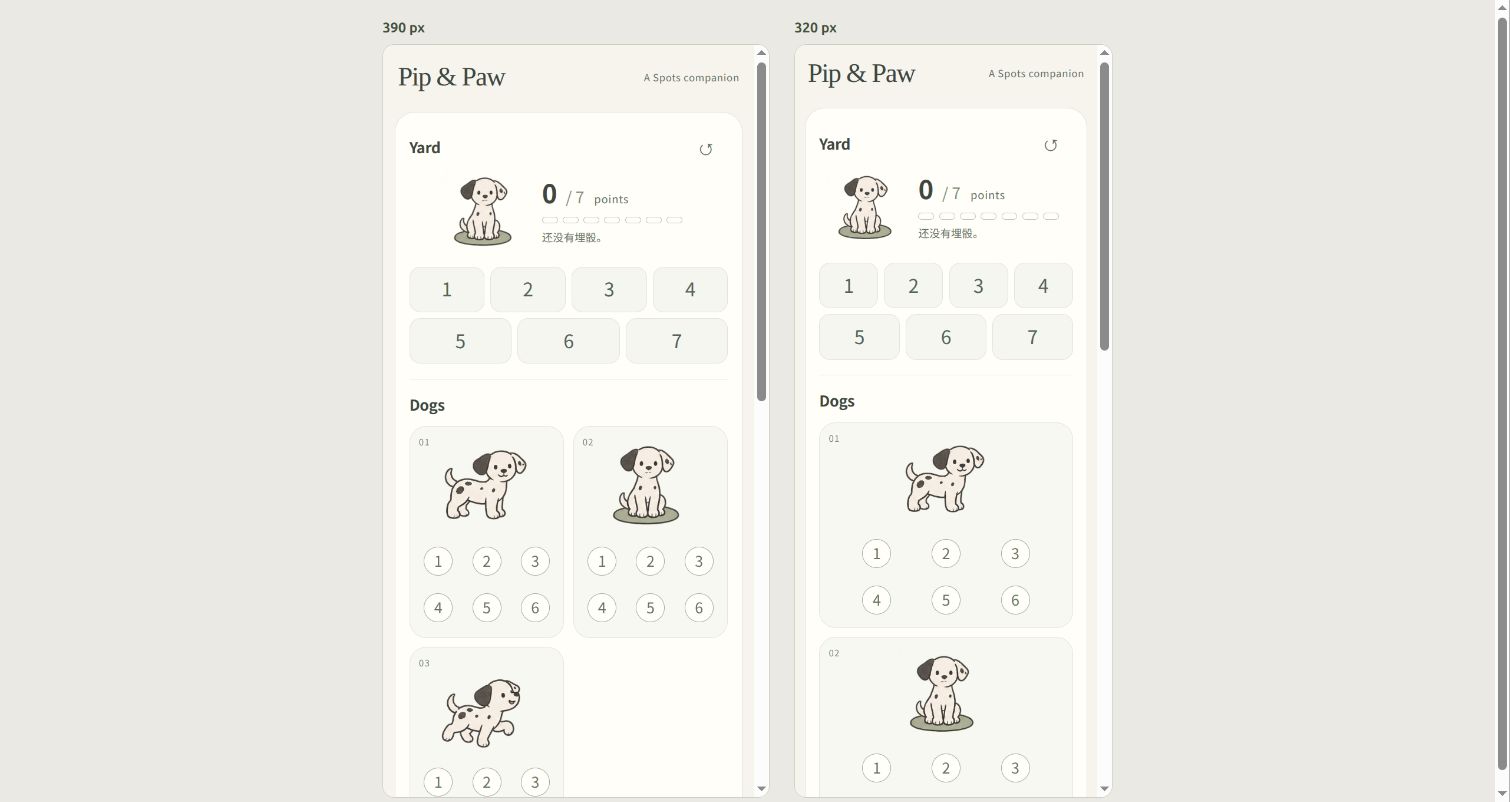 390 px
Pip & Paw
A Spots companion
Yard
0 / 7 points
还没有埋骰。
1 2 3 4
5 6 7
Dogs
01
1 2 3
4 5 6
02
1 2 3
4 5 6
03
1 2 3
320 px
Pip & Paw
A Spots companion
Yard
0 / 7 points
还没有埋骰。
1 2 3 4
5 6 7
Dogs
01
1 2 3
4 5 6
02
1 2 3